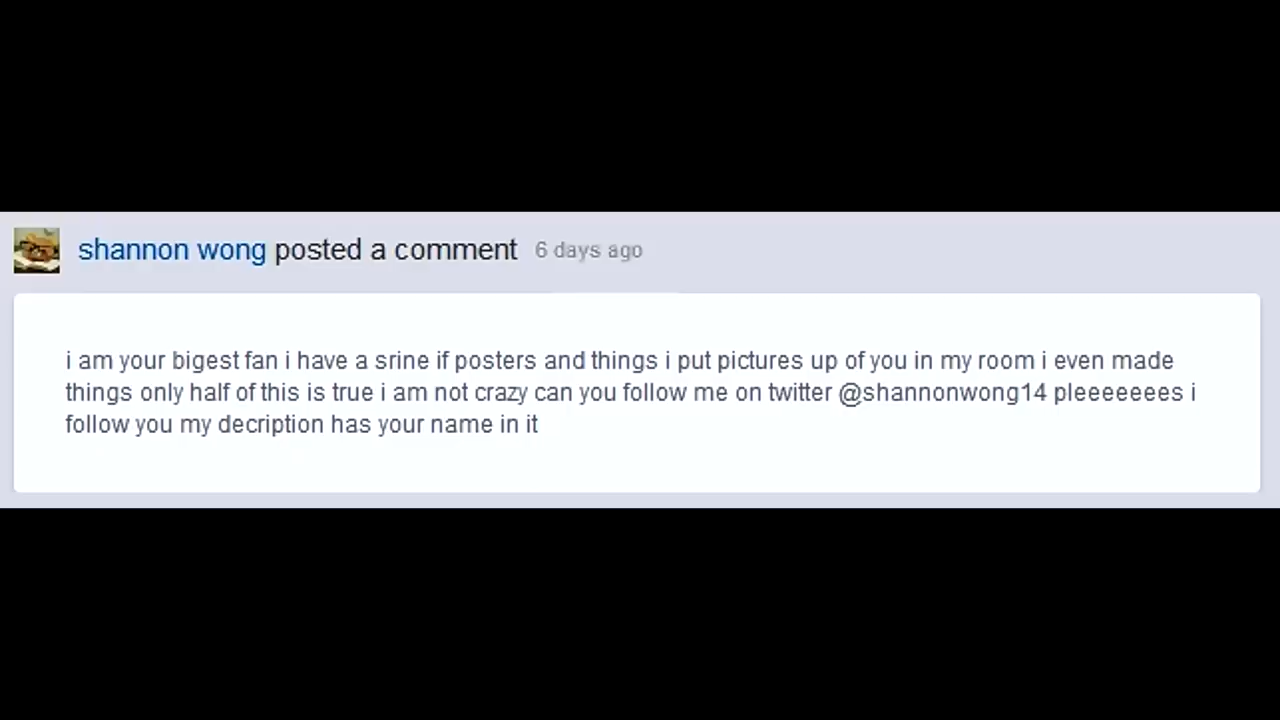 shannon wong posted a comment 6 days ago
i am your bigest fan i have a srine if posters and things i put pictures up of you in my room i even made
things only half of this is true i am not crazy can you follow me on twitter @shannonwong14 pleeeeeees i
follow you my decription has your name in it